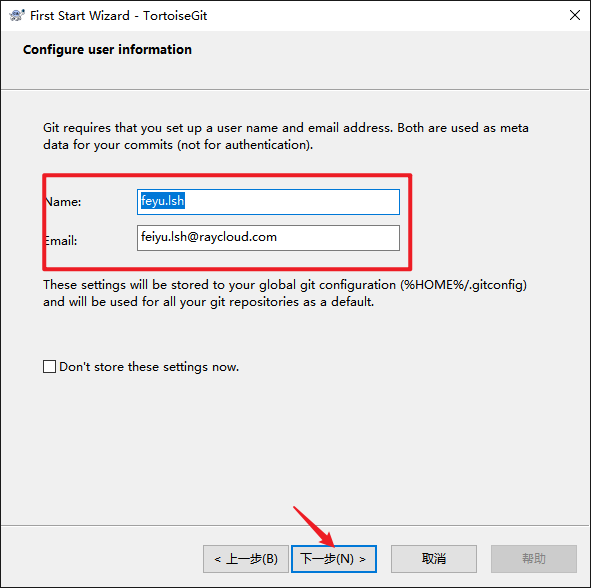 First Start Wizard - TortoiseGit
Configure user information
Git requires that you set up a user name and email address. Both are used as meta
data for your commits (not for authentication).
Name:
feyu.lsh
Email:
feiyu.lsh@raycloud.com
These settings will be stored to your global git configuration (%HOME%/.gitconfig)
and will be used for all your git repositories as a default.
Don't store these settings now.
< 上一步(B) 下一步(N) > 取消 帮助